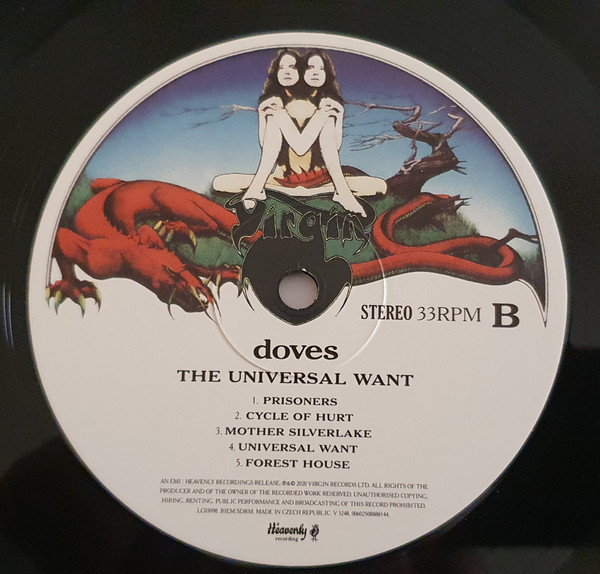 Virgin
STEREO 33RPM B
doves
THE UNIVERSAL WANT
1. PRISONERS
2. CYCLE OF HURT
3. MOTHER SILVERLAKE
4. UNIVERSAL WANT
5. FOREST HOUSE
AN EMI / HEAVENLY RECORDINGS RELEASE. ℗&© 2020 VIRGIN RECORDS LTD. ALL RIGHTS OF THE
PRODUCER AND OF THE OWNER OF THE RECORDED WORK RESERVED. UNAUTHORISED COPYING,
HIRING, RENTING, PUBLIC PERFORMANCE AND BROADCASTING OF THIS RECORD PROHIBITED.
BIEM/SDRM. MADE IN CZECH REPUBLIC. V 3248.
Heavenly
recordings